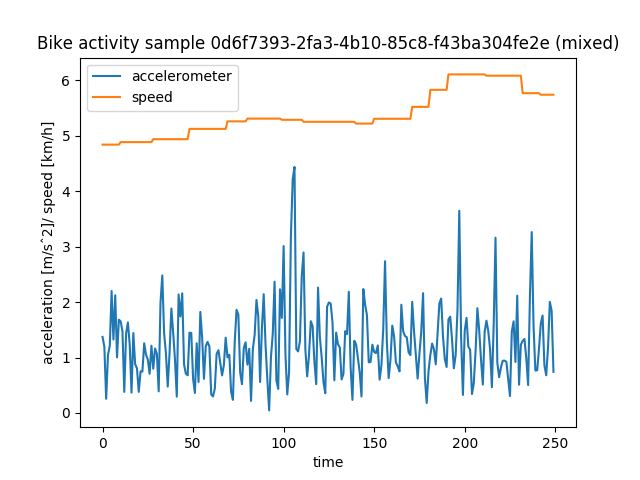 Bike activity sample 0d6f7393-2fa3-4b10-85c8-f43ba304fe2e (mixed)
accelerometer
speed
acceleration [m/s^2]/ speed [km/h]
6
5
4
3
2
1
0
0
50
100
150
200
250
time